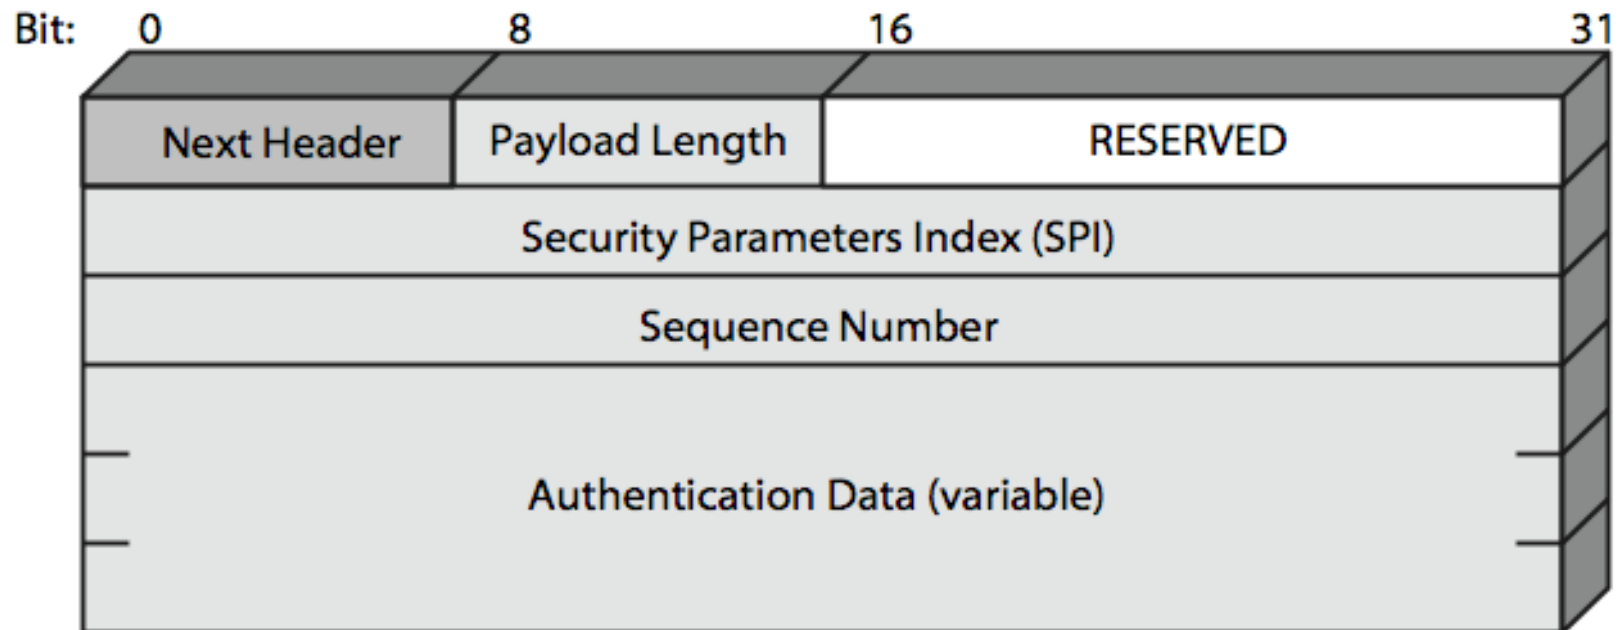 Bit: 0 8 16 31
Next Header Payload Length RESERVED
Security Parameters Index (SPI)
Sequence Number
Authentication Data (variable)